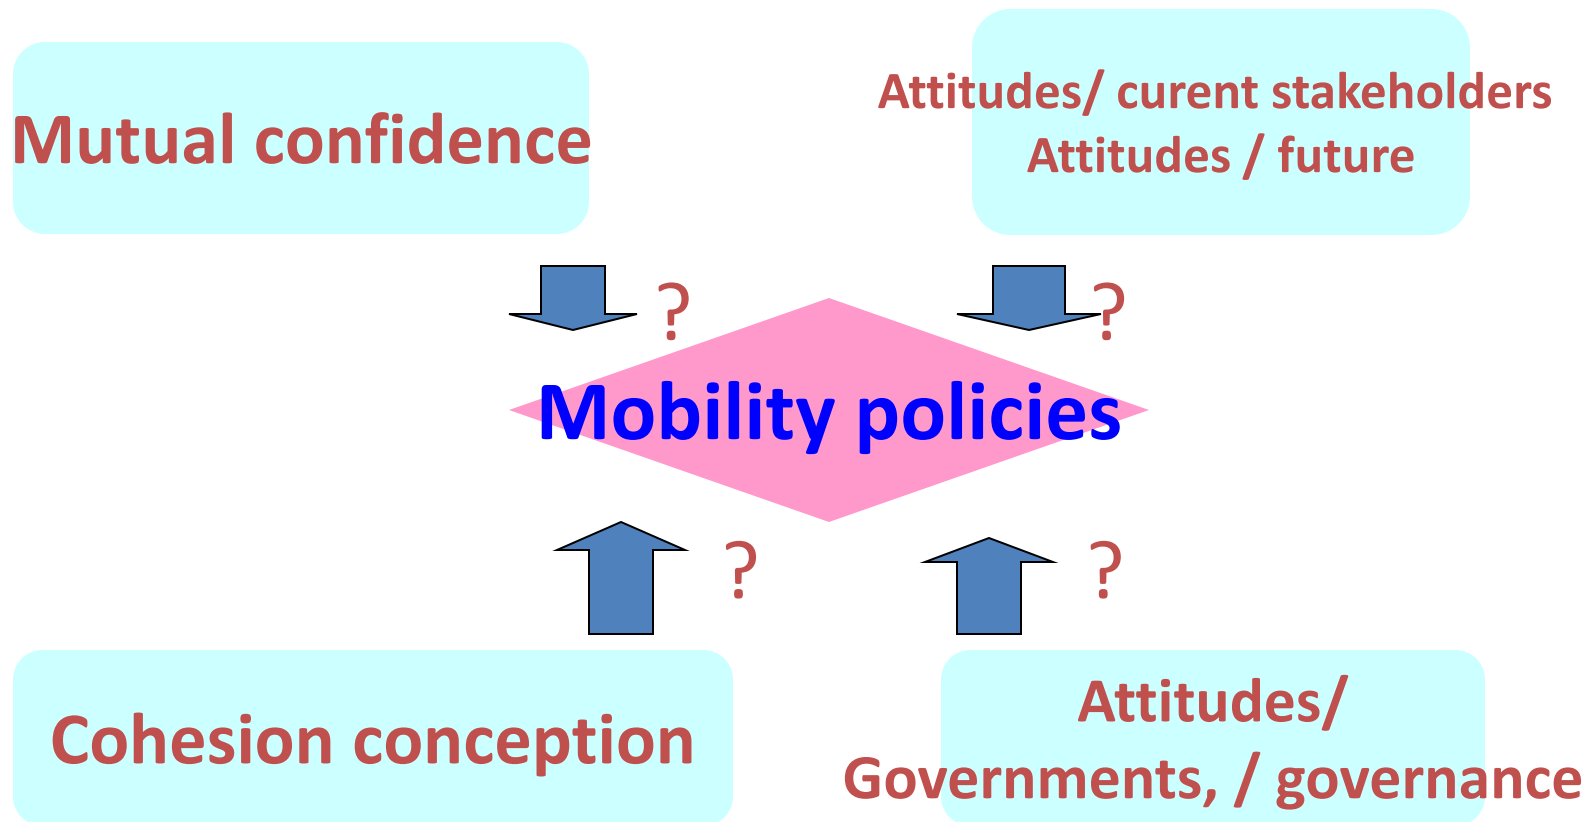 Mutual confidence
Attitudes/ curent stakeholders
Attitudes / future
?
?
Mobility policies
?
?
Cohesion conception
Attitudes/
Governments, / governance